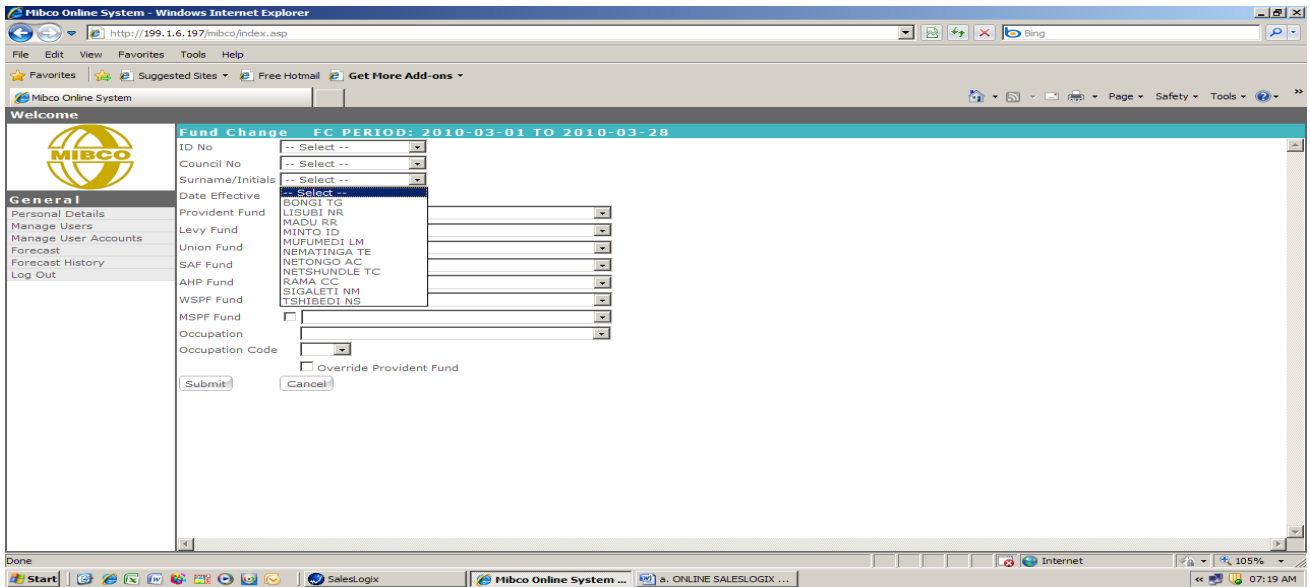 Mibco Online System - Windows Internet Explorer
http://199.1.6.197/mibco/index.asp
Bing
File Edit View Favorites Tools Help
Favorites Suggested Sites Free Hotmail Get More Add-ons
Mibco Online System
Page Safety Tools
Welcome
MIBCO
General
Personal Details
Manage Users
Manage User Accounts
Forecast
Forecast History
Log Out
Fund Change FC PERIOD: 2010-03-01 TO 2010-03-28
ID No -- Select --
Council No -- Select --
Surname/Initials -- Select --
-- Select --
BONGI TG
LISUBI NR
MADU RR
MINTO ID
MUFUMEDI LM
NEMATINGA TE
NETONGO AC
NETSHUNDLE TC
RAMA CC
SIGALETI NM
TSHIBEDI NS
Date Effective
Provident Fund
Levy Fund
Union Fund
SAF Fund
AHP Fund
WSPF Fund
MSPF Fund
Occupation
Occupation Code
Override Provident Fund
Submit Cancel
Done Internet 105%
Start SalesLogix Mibco Online System ... a. ONLINE SALESLOGIX ... 07:19 AM